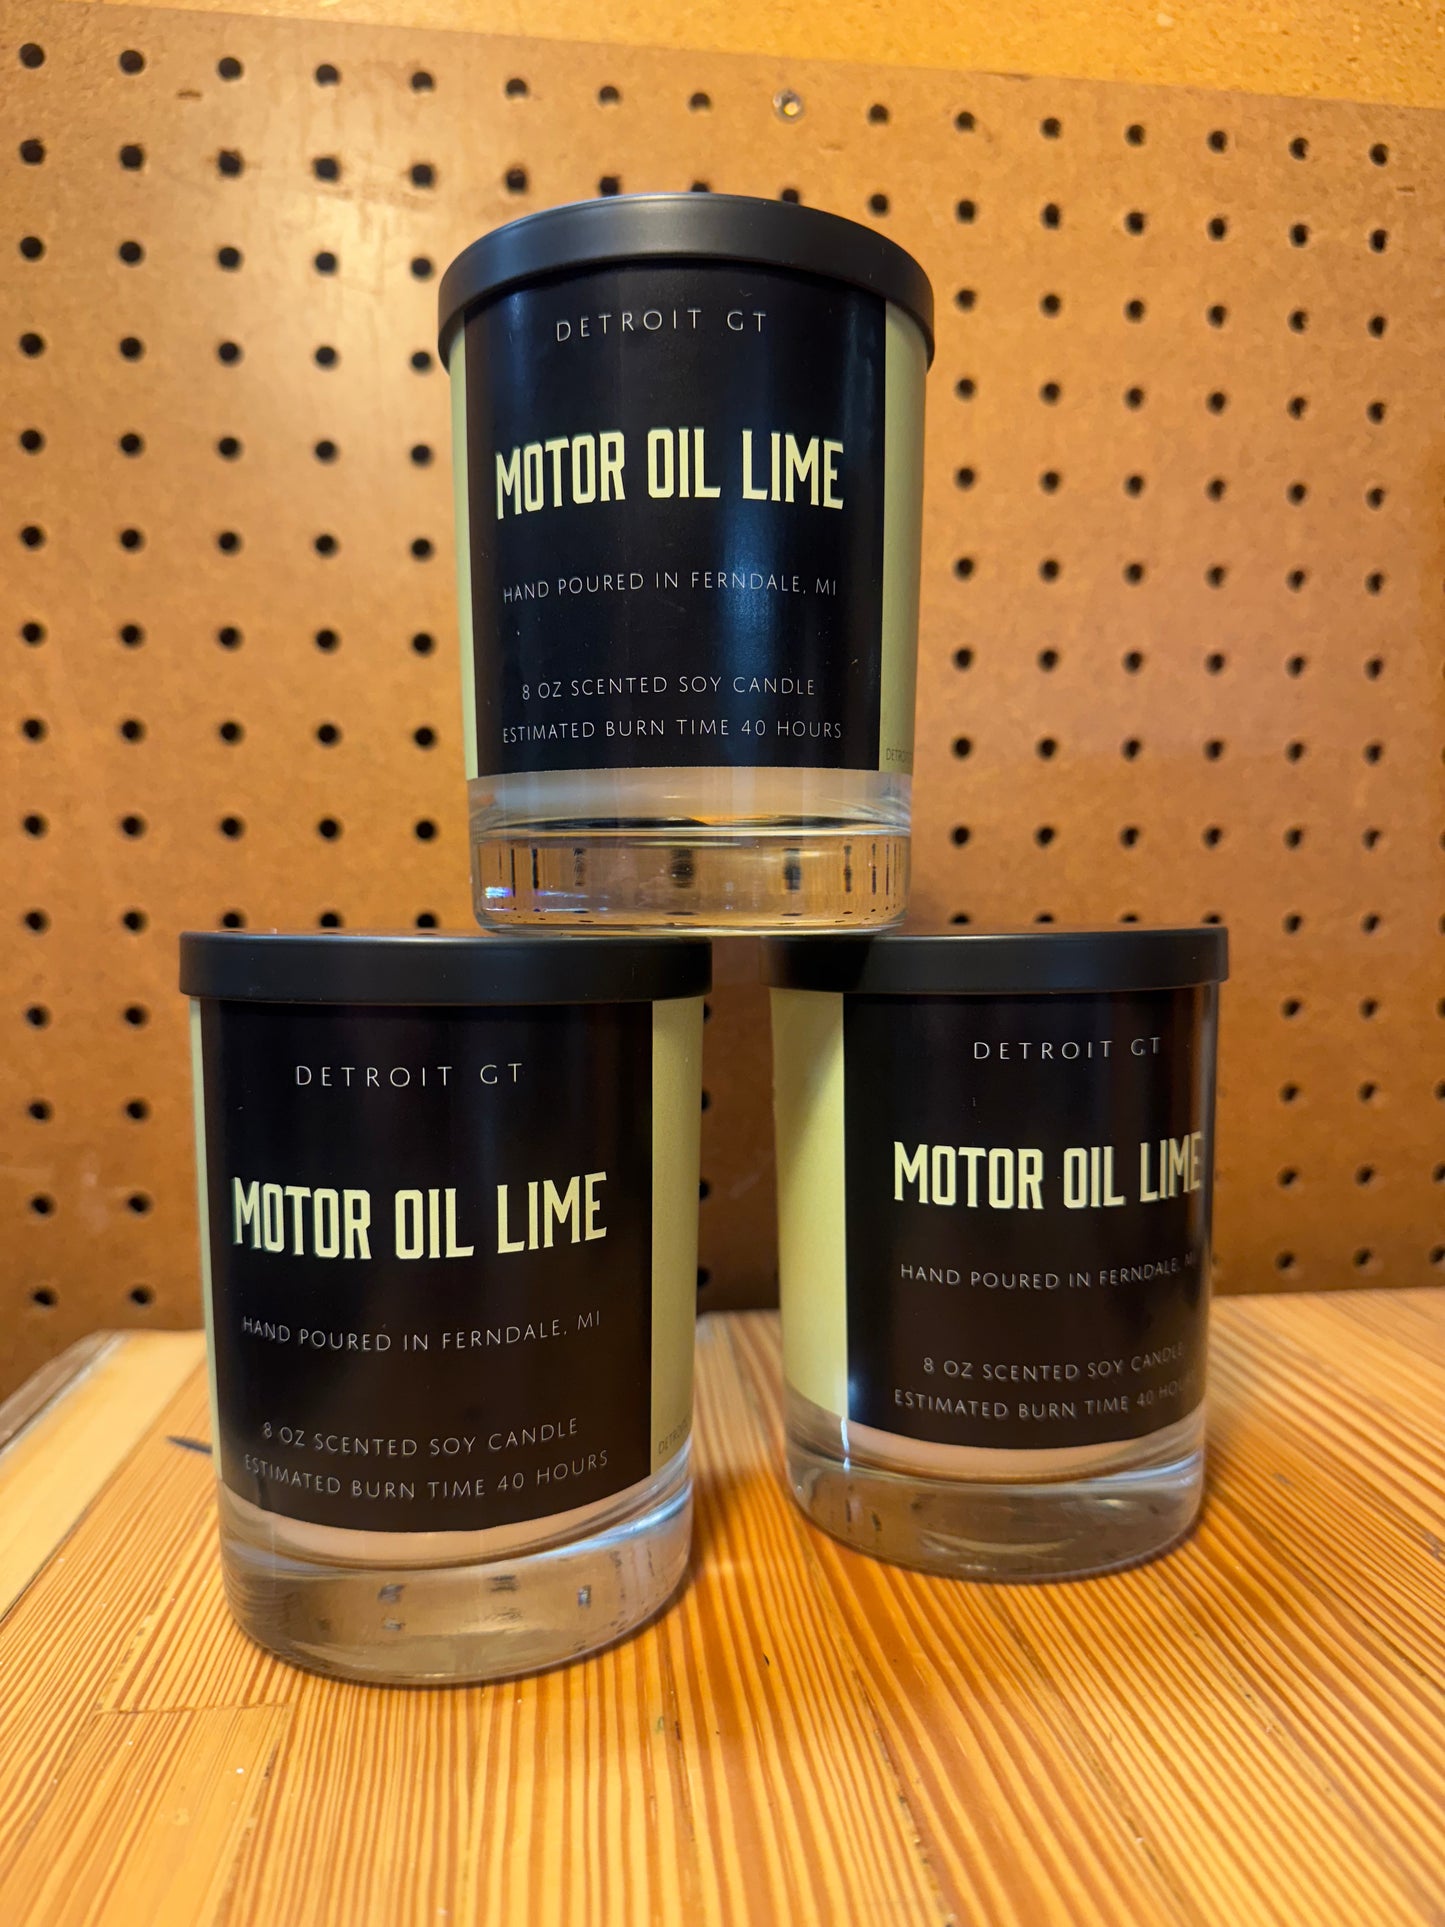 DETROIT GT
MOTOR OIL LIME
HAND POURED IN FERNDALE, MI
8 OZ SCENTED SOY CANDLE
ESTIMATED BURN TIME 40 HOURS
DETROIT GT
MOTOR OIL LIME
HAND POURED IN FERNDALE, MI
8 OZ SCENTED SOY CANDLE
ESTIMATED BURN TIME 40 HOURS
DETROIT GT
MOTOR OIL LIME
HAND POURED IN FERNDALE,
8 OZ SCENTED SOY CANDLE
ESTIMATED BURN TIME 40